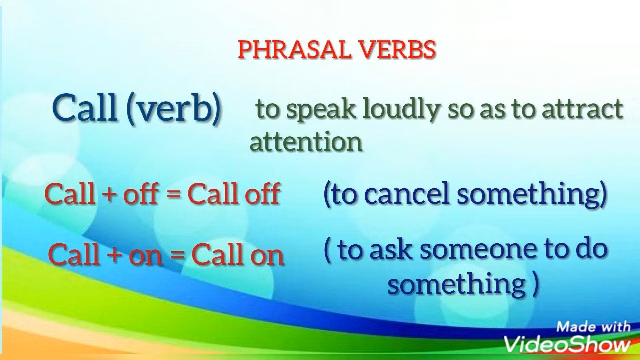 PHRASAL VERBS
Call (verb) to speak loudly so as to attract
attention
Call + off = Call off (to cancel something)
Call + on = Call on ( to ask someone to do
something )
Made with
VideoShow